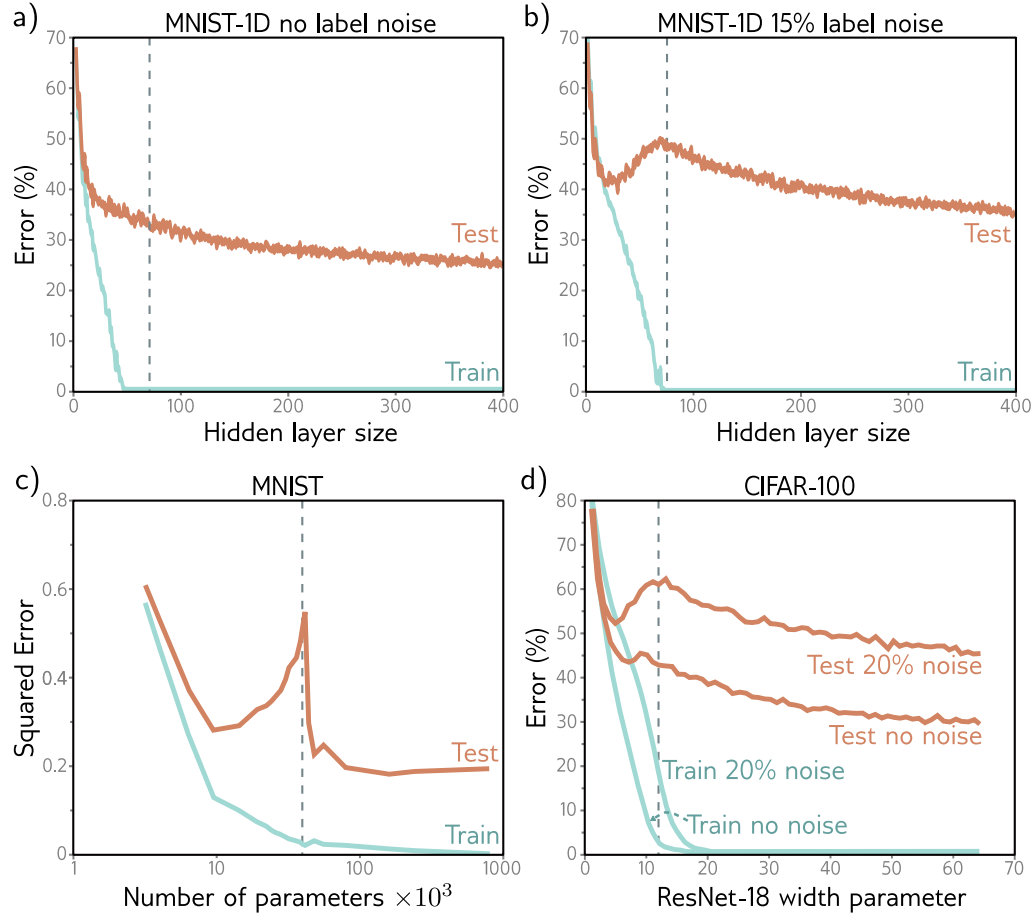 a)
MNIST-1D no label noise
70
60
50
40
30
20
10
0
Error (%)
Test
Train
0
100
200
300
400
Hidden layer size
b)
MNIST-1D 15% label noise
70
60
50
40
30
20
10
0
Error (%)
Test
Train
0
100
200
300
400
Hidden layer size
c)
MNIST
0.8
0.6
0.4
0.2
0
Squared Error
Test
Train
1
10
100
1000
Number of parameters ×10³
d)
CIFAR-100
80
70
60
50
40
30
20
10
0
Error (%)
Test 20% noise
Test no noise
Train 20% noise
Train no noise
0
10
20
30
40
50
60
70
ResNet-18 width parameter